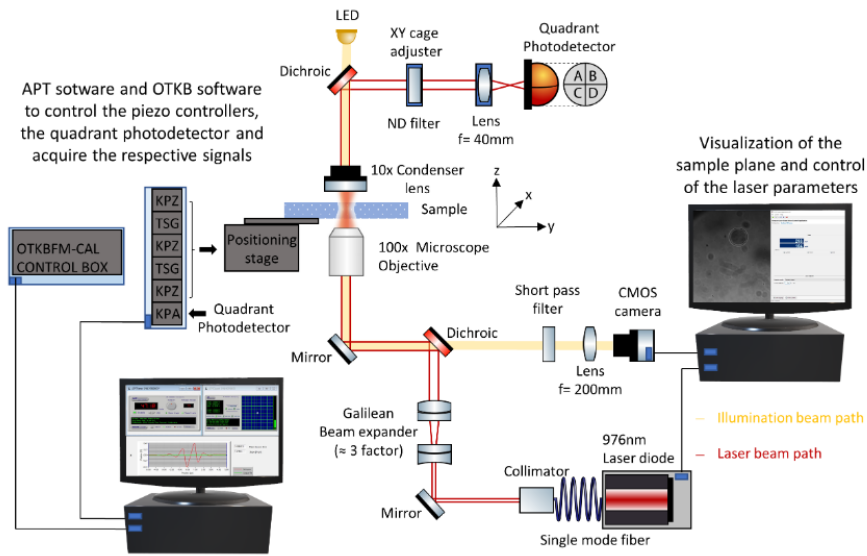 LED
XY cage
adjuster
Quadrant
Photodetector
Dichroic
A B
C D
ND filter
Lens
f= 40mm
APT sotware and OTKB software
to control the piezo controllers,
the quadrant photodetector and
acquire the respective signals
10x Condenser
lens
Sample
z
x
y
Visualization of the
sample plane and control
of the laser parameters
KPZ
TSG
KPZ
TSG
KPZ
KPA
OTKBFM-CAL
CONTROL BOX
Positioning
stage
100x Microscope
Objective
Quadrant
Photodetector
Short pass
filter
CMOS
camera
Dichroic
Mirror
Lens
f= 200mm
Galilean
Beam expander
(≈ 3 factor)
976nm
Laser diode
Collimator
Mirror
Single mode fiber
Illumination beam path
Laser beam path